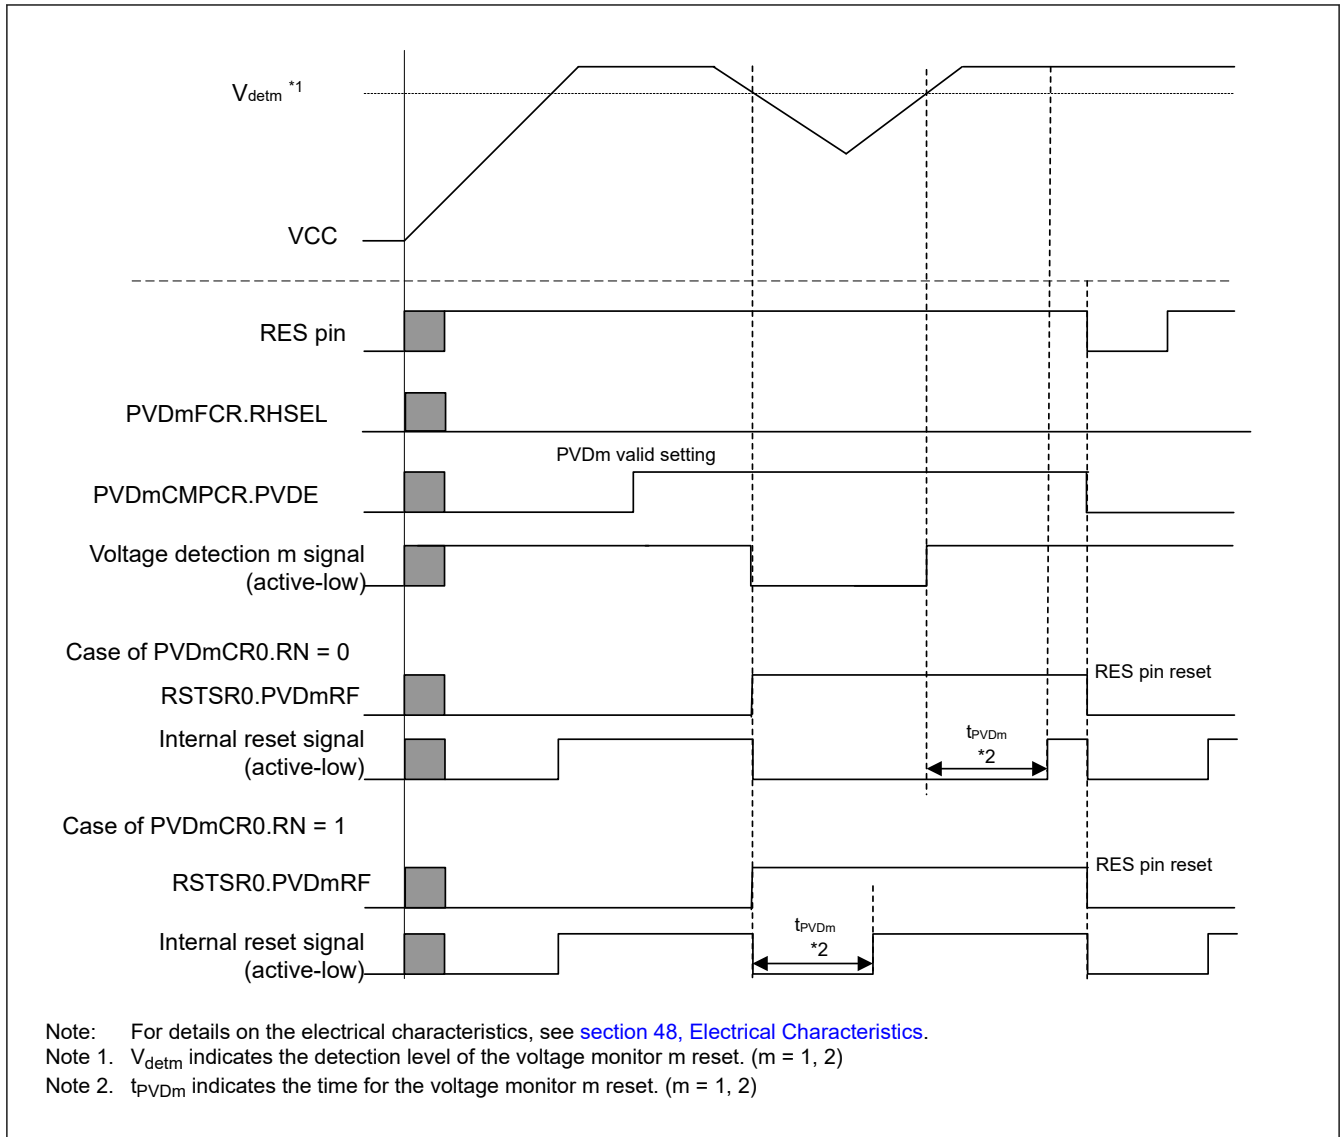 Vdetm *1
VCC
RES pin
PVDmFCR.RHSEL
PVDm valid setting
PVDmCMPCR.PVDE
Voltage detection m signal
(active-low)
Case of PVDmCR0.RN = 0
RES pin reset
RSTSR0.PVDmRF
Internal reset signal
(active-low)
tPVDm
*2
Case of PVDmCR0.RN = 1
RES pin reset
RSTSR0.PVDmRF
Internal reset signal
(active-low)
tPVDm
*2
Note: For details on the electrical characteristics, see section 48, Electrical Characteristics.
Note 1. Vdetm indicates the detection level of the voltage monitor m reset. (m = 1, 2)
Note 2. tPVDm indicates the time for the voltage monitor m reset. (m = 1, 2)